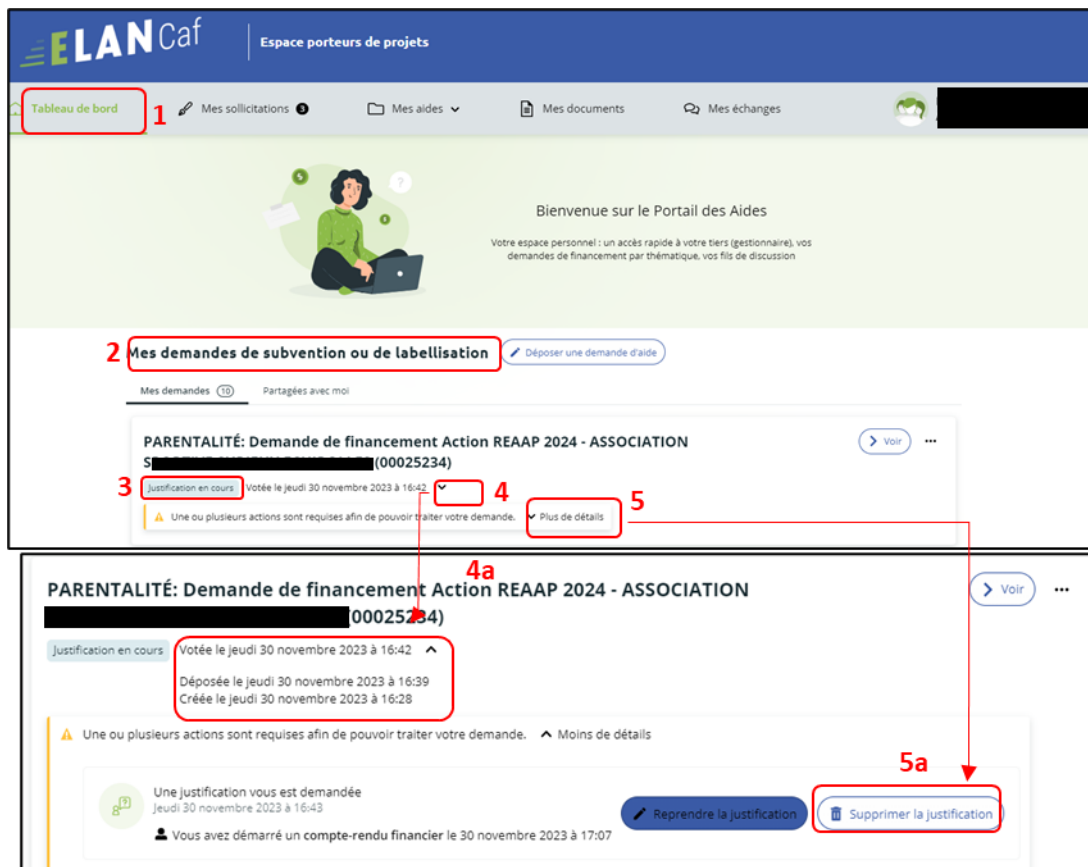 ELAN Caf
Espace porteurs de projets
Tableau de bord
1
Mes sollicitations 3
Mes aides
Mes documents
Mes échanges
$
?
Bienvenue sur le Portail des Aides
Votre espace personnel : un accès rapide à votre tiers (gestionnaire), vos
demandes de financement par thématique, vos fils de discussion
2 Mes demandes de subvention ou de labellisation
Déposer une demande d'aide
Mes demandes 10
Partagées avec moi
PARENTALITÉ: Demande de financement Action REAAP 2024 - ASSOCIATION
(00025234)
Voir
...
3 Justification en cours
Votée le jeudi 30 novembre 2023 à 16:42
4
Une ou plusieurs actions sont requises afin de pouvoir traiter votre demande.
Plus de détails
5
4a
PARENTALITÉ: Demande de financement Action REAAP 2024 - ASSOCIATION
(00025234)
Voir
...
Justification en cours
Votée le jeudi 30 novembre 2023 à 16:42
Déposée le jeudi 30 novembre 2023 à 16:39
Créée le jeudi 30 novembre 2023 à 16:28
Une ou plusieurs actions sont requises afin de pouvoir traiter votre demande.
Moins de détails
5a
Une justification vous est demandée
Jeudi 30 novembre 2023 à 16:43
Vous avez démarré un compte-rendu financier le 30 novembre 2023 à 17:07
Reprendre la justification
Supprimer la justification